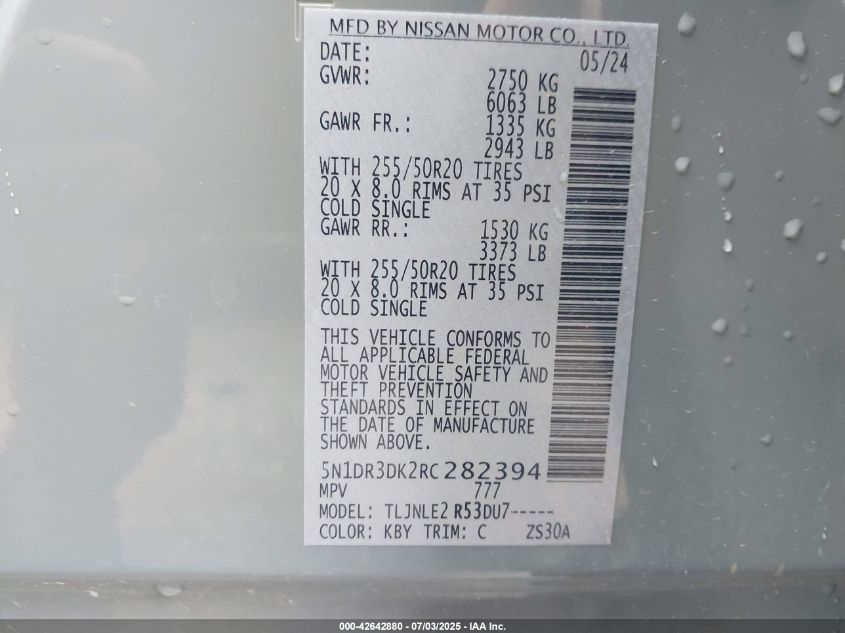 MFD BY NISSAN MOTOR CO., LTD.
DATE: 05/24
GVWR: 2750 KG
6063 LB
GAWR FR.: 1335 KG
2943 LB
WITH 255/50R20 TIRES
20 X 8.0 RIMS AT 35 PSI
COLD SINGLE
GAWR RR.: 1530 KG
3373 LB
WITH 255/50R20 TIRES
20 X 8.0 RIMS AT 35 PSI
COLD SINGLE
THIS VEHICLE CONFORMS TO
ALL APPLICABLE FEDERAL
MOTOR VEHICLE SAFETY AND
THEFT PREVENTION
STANDARDS IN EFFECT ON
THE DATE OF MANUFACTURE
SHOWN ABOVE.
5N1DR3DK2RC282394
MPV 777
MODEL: TLJNLE2 R53DU7-----
COLOR: KBY TRIM: C ZS30A
000-42642880 - 07/03/2025 - IAA Inc.